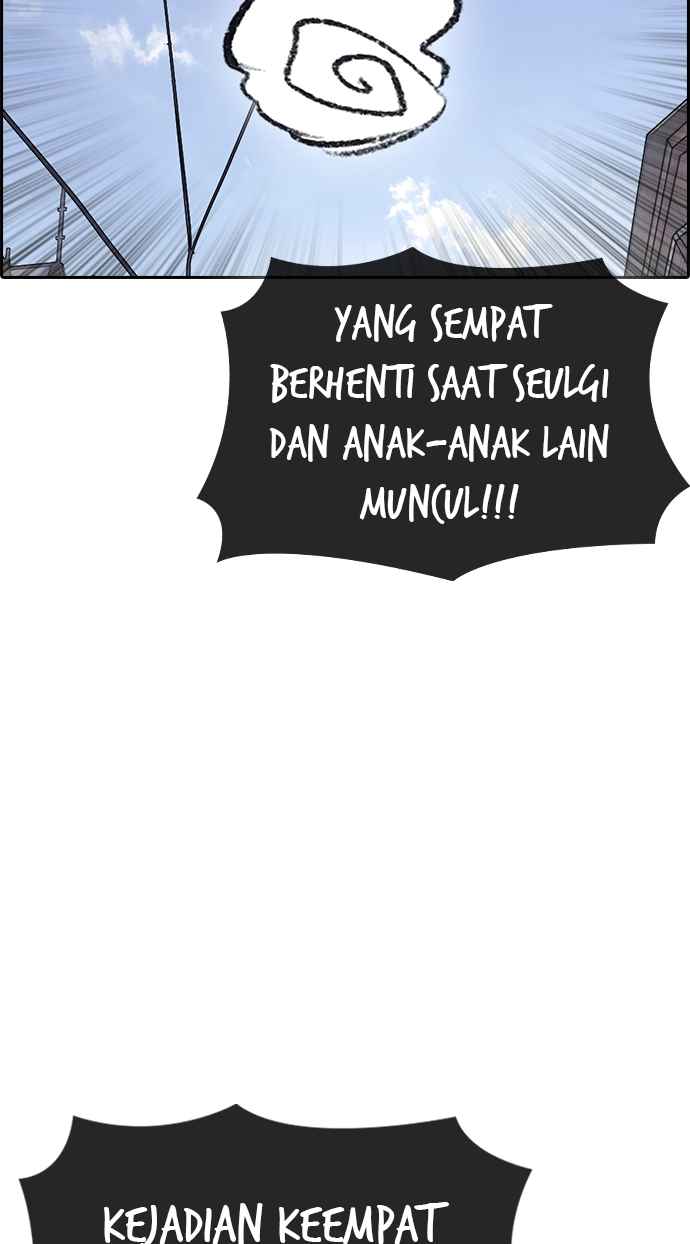 YANG SEMPAT
BERHENTI SAAT SEULGI
DAN ANAK-ANAK LAIN
MUNCUL!!!
KEJADIAN KEEMPAT